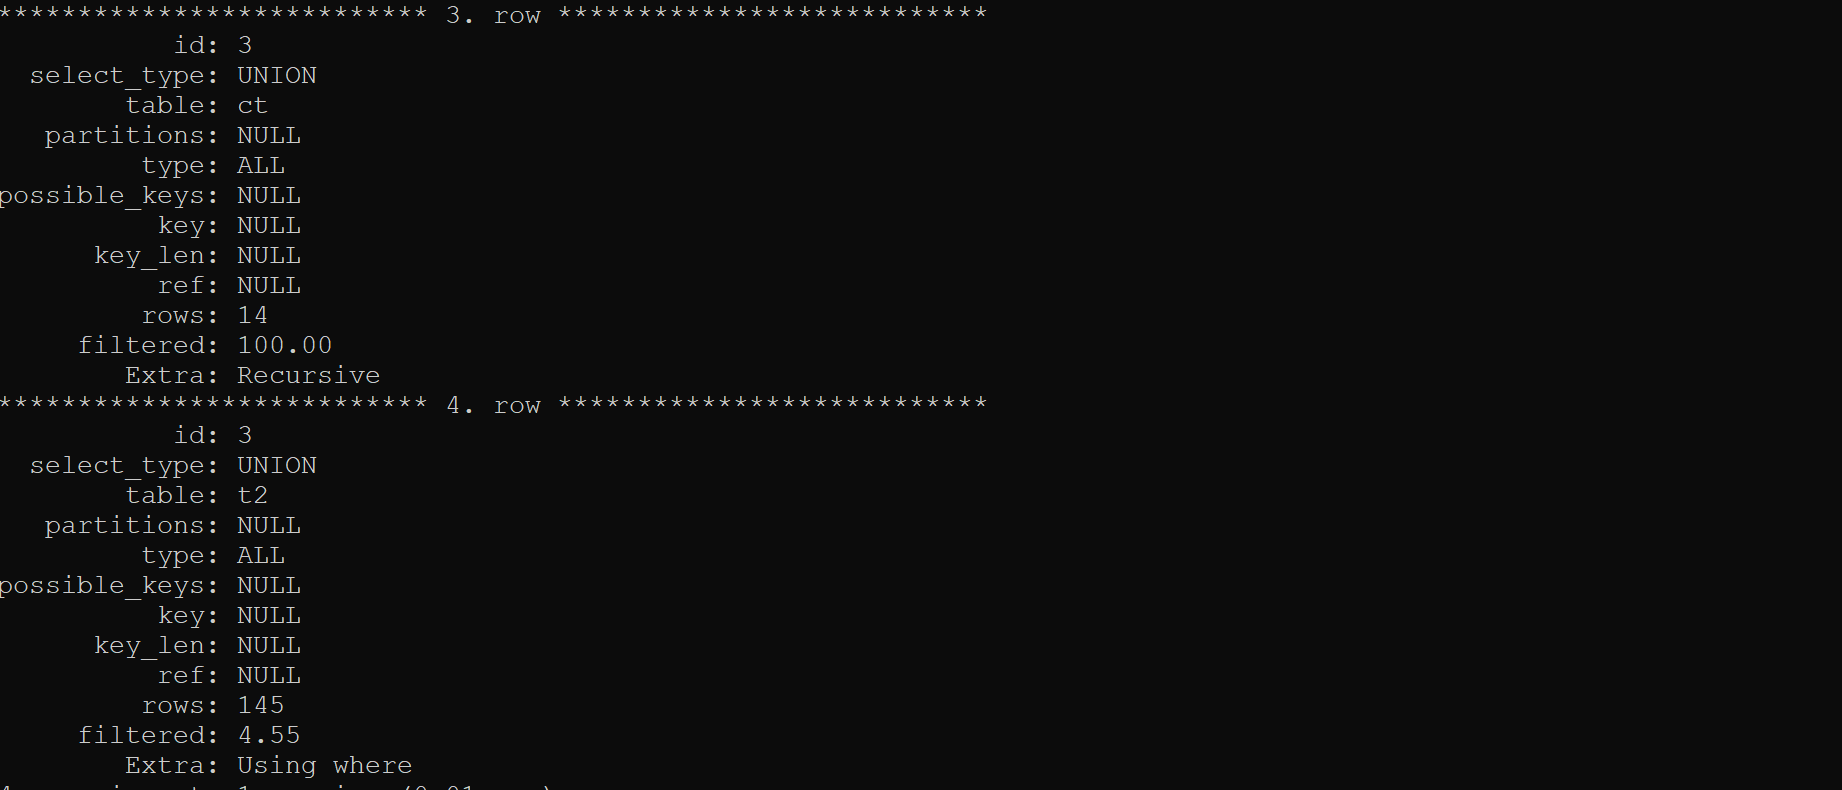 *************************** 3. row ***************************
id: 3
select_type: UNION
table: ct
partitions: NULL
type: ALL
possible_keys: NULL
key: NULL
key_len: NULL
ref: NULL
rows: 14
filtered: 100.00
Extra: Recursive
*************************** 4. row ***************************
id: 3
select_type: UNION
table: t2
partitions: NULL
type: ALL
possible_keys: NULL
key: NULL
key_len: NULL
ref: NULL
rows: 145
filtered: 4.55
Extra: Using where